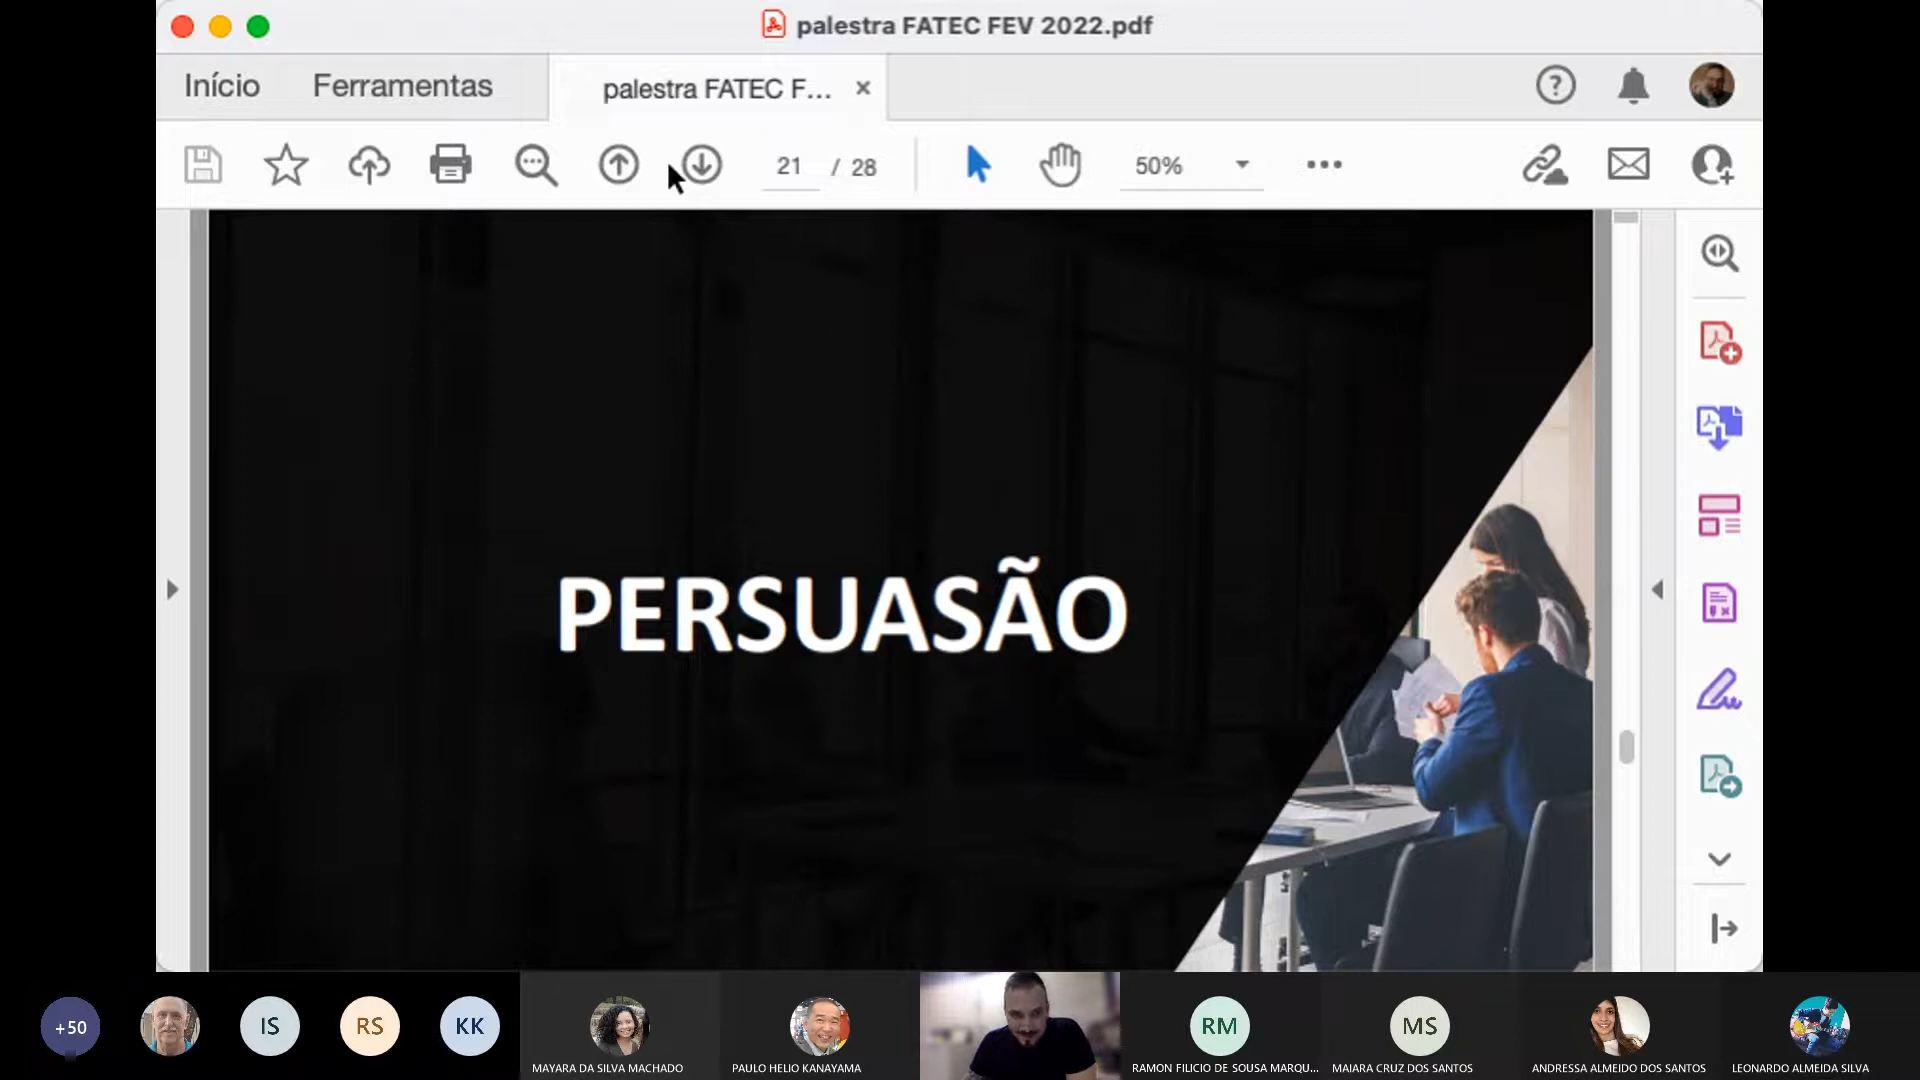 palestra FATEC FEV 2022.pdf
Início
Ferramentas
palestra FATEC F...
21 / 28
50%
PERSUASÃO
+50
IS
RS
KK
RM
MS
MAYARA DA SILVA MACHADO
PAULO HELIO KANAYAMA
RAMON FILICIO DE SOUSA MARQU...
MAIARA CRUZ DOS SANTOS
ANDRESSA ALMEIDO DOS SANTOS
LEONARDO ALMEIDA SILVA